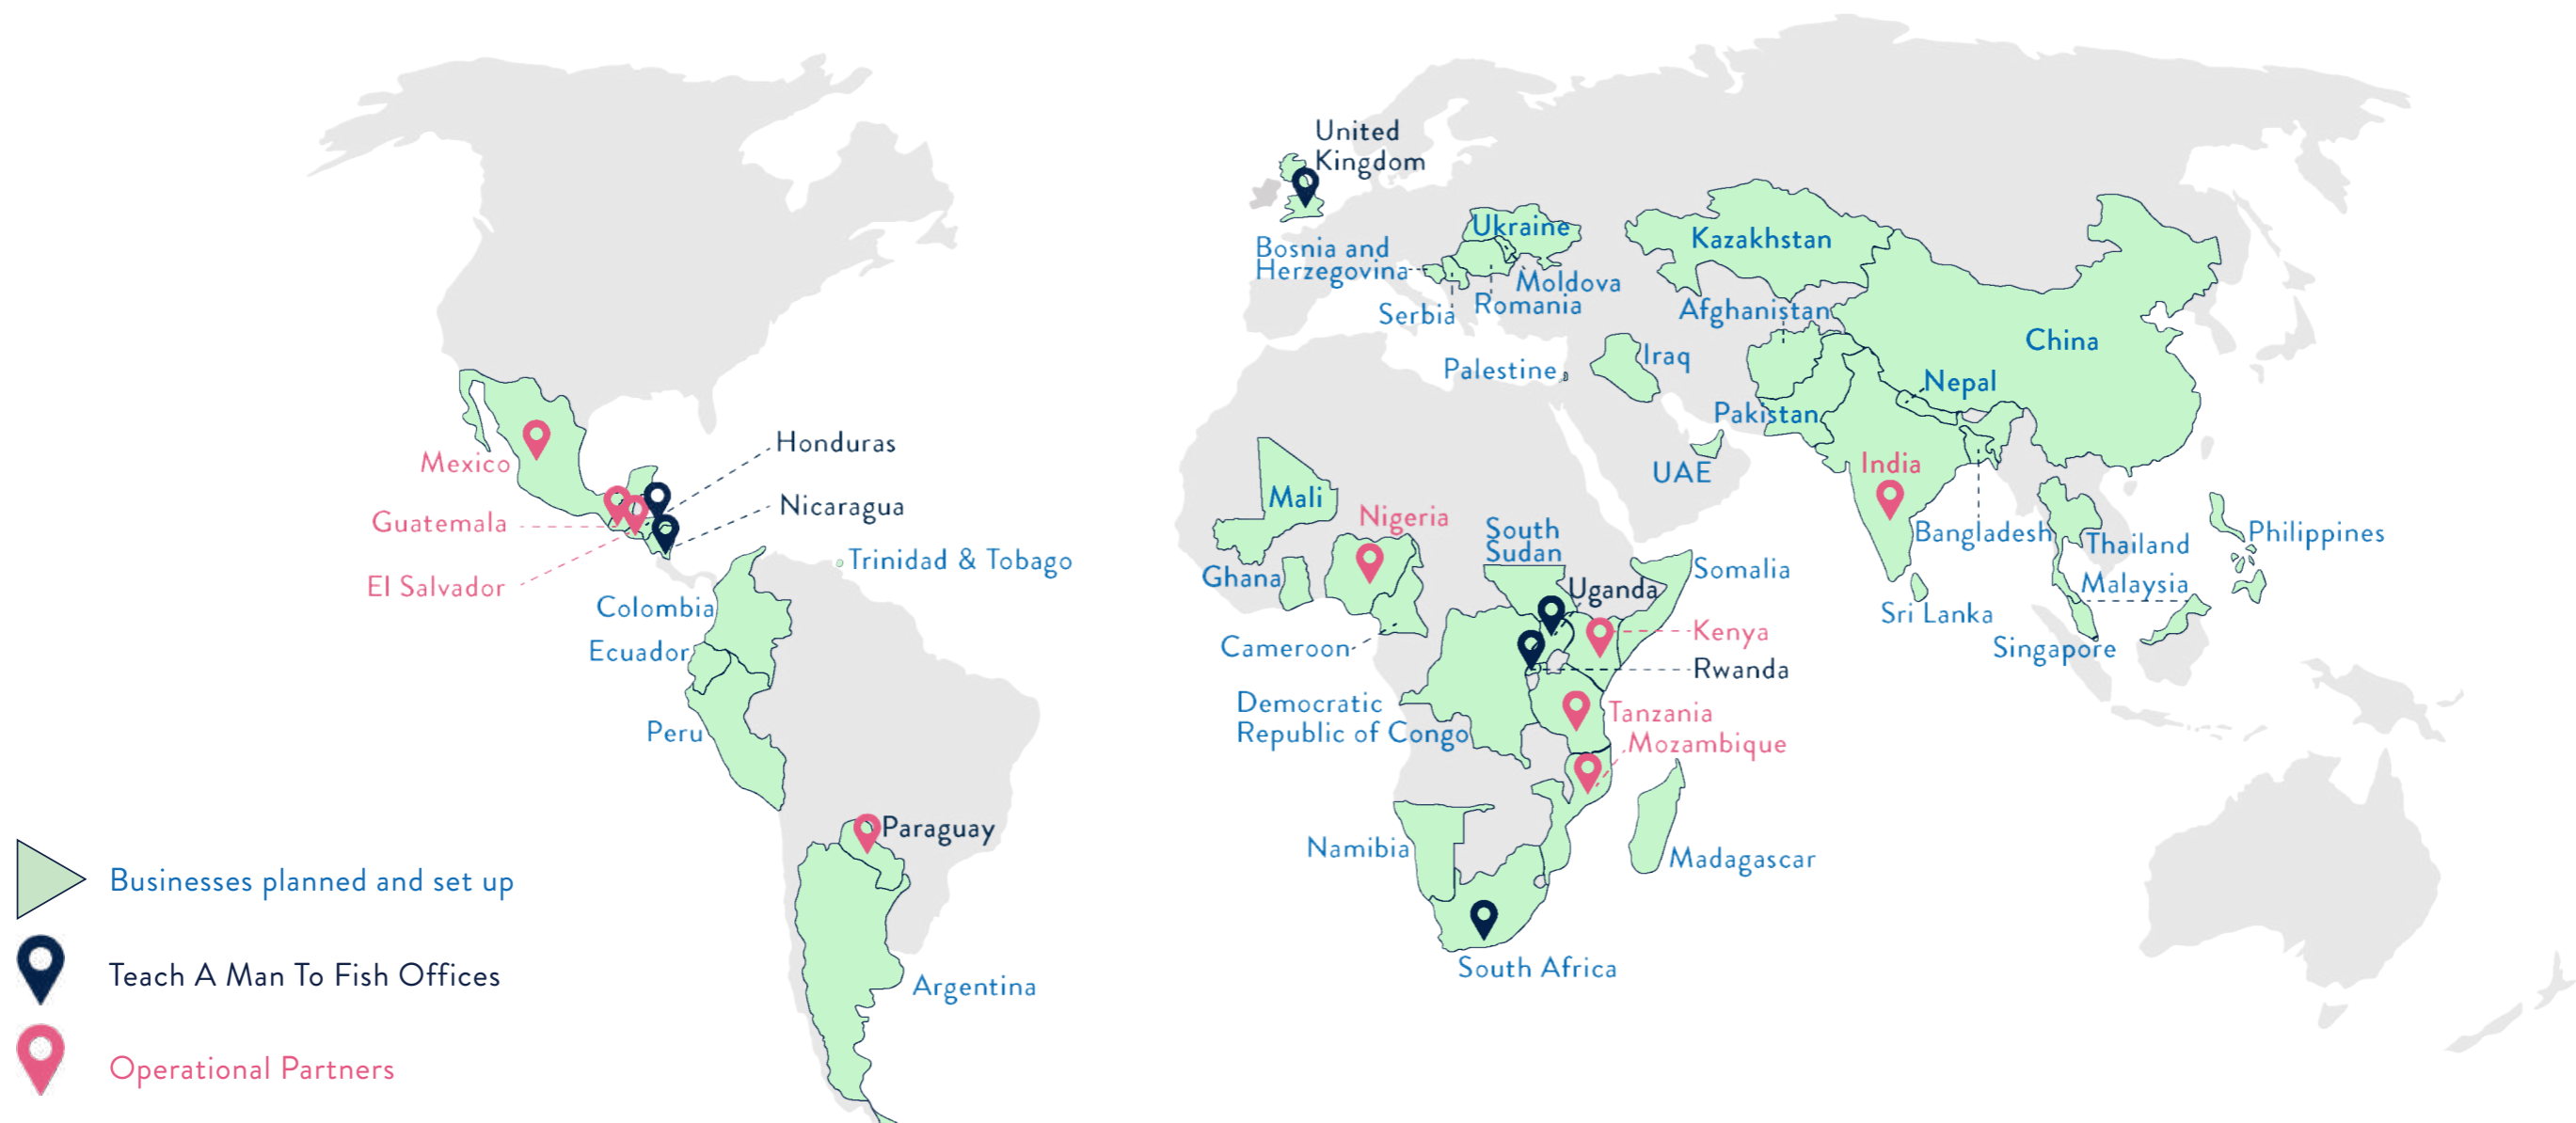 United
Kingdom
Ukraine
Bosnia and
Herzegovina
Kazakhstan
Moldova
Romania
Serbia
Afghanistan
China
Iraq
Palestine
Nepal
Pakistan
Honduras
Mexico
India
UAE
Mali
Nicaragua
Nigeria
Guatemala
South
Sudan
Bangladesh
Philippines
Thailand
Trinidad & Tobago
Somalia
Ghana
Uganda
El Salvador
Malaysia
Colombia
Sri Lanka
Kenya
Cameroon
Singapore
Ecuador
Rwanda
Democratic
Republic of Congo
Tanzania
Peru
Mozambique
Paraguay
Namibia
Madagascar
Businesses planned and set up
South Africa
Teach A Man To Fish Offices
Argentina
Operational Partners